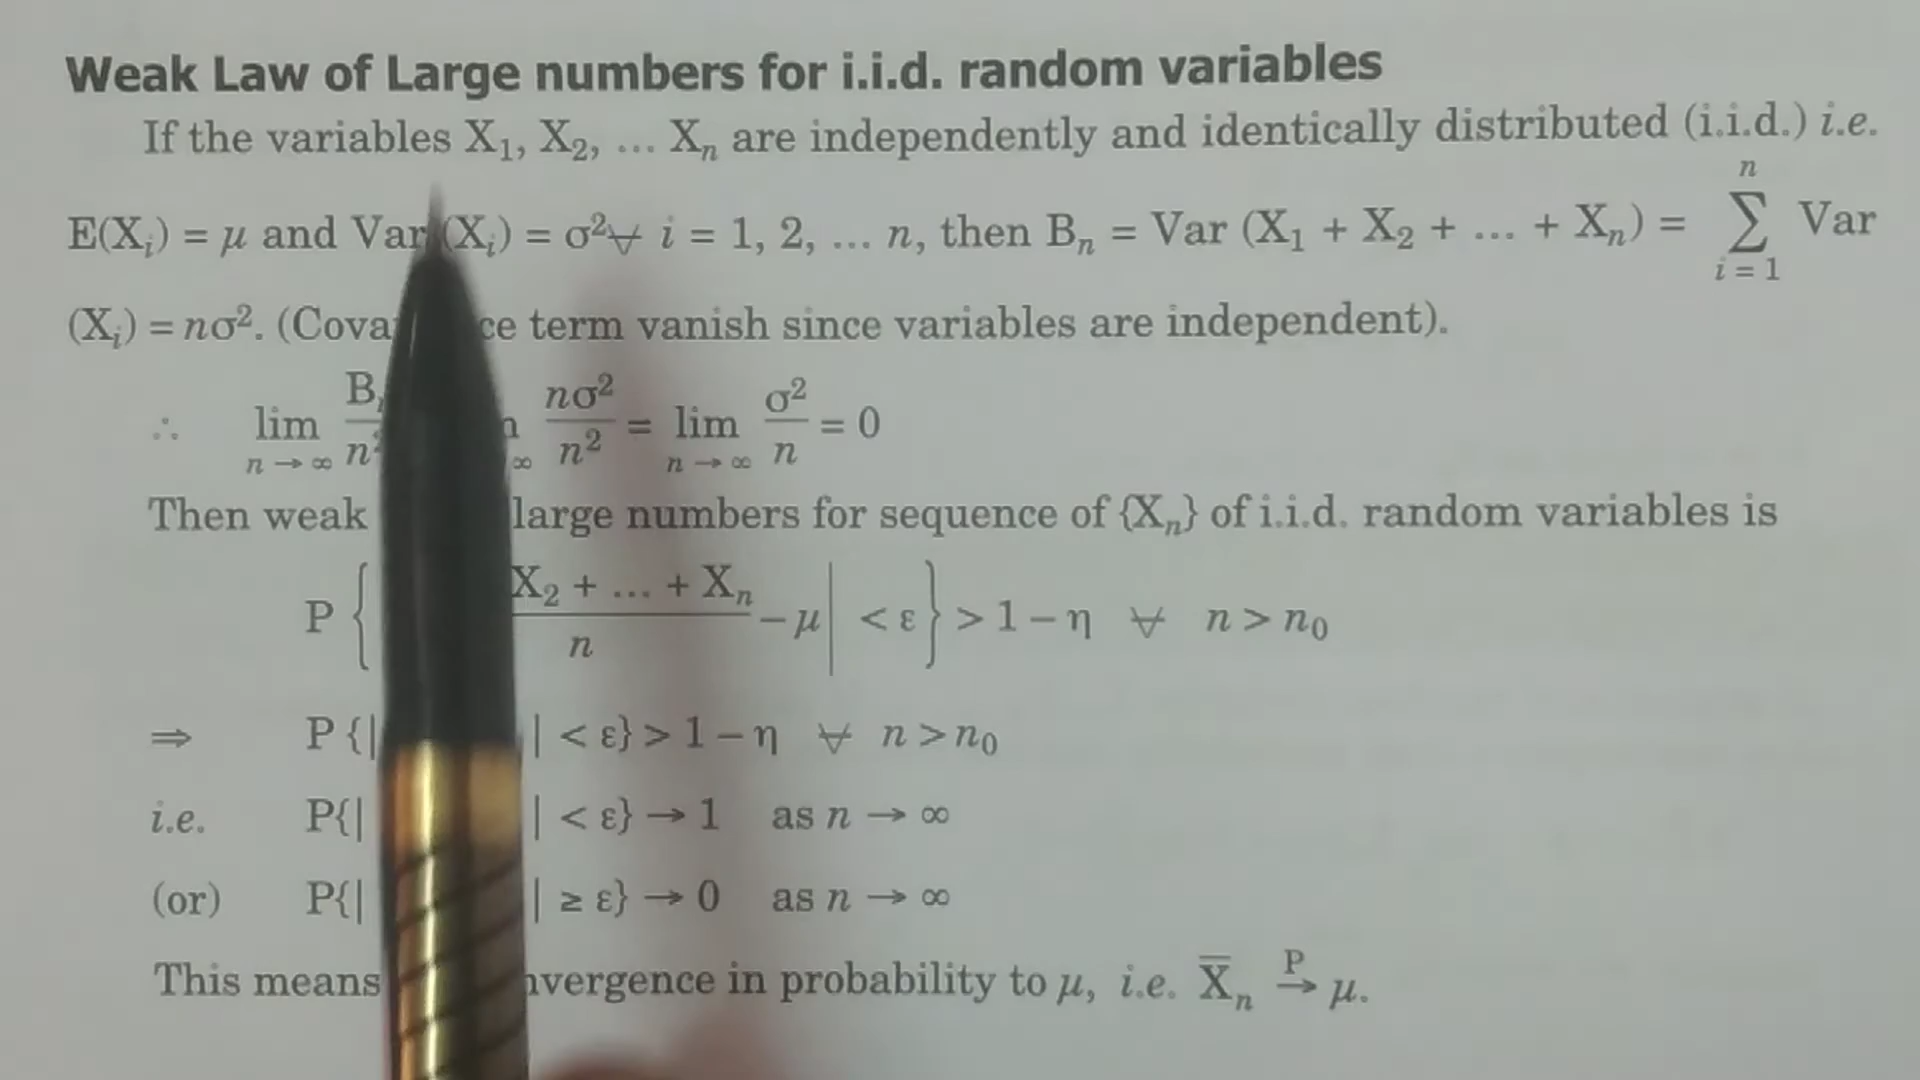 Weak Law of Large numbers for i.i.d. random variables
If the variables X₁, X₂, ... Xₙ are independently and identically distributed (i.i.d.) i.e.
E(Xᵢ) = μ and Var (Xᵢ) = σ² ∀ i = 1, 2, ... n, then Bₙ = Var (X₁ + X₂ + ... + Xₙ) = ∑ᵢ₌₁ⁿ Var
(Xᵢ) = nσ². ( term vanish since variables are independent).
∴ lim n → ∞ nσ²/n² = lim n → ∞ σ²/n = 0
Then weak large numbers for sequence of {Xₙ} of i.i.d. random variables is
P { X₂ + ... + Xₙ / n – μ | < ε } > 1 – η ∀ n > n₀
⇒ P {| | < ε} > 1 – η ∀ n > n₀
i.e. P{| | < ε} → 1 as n → ∞
(or) P{| | ≥ ε} → 0 as n → ∞
This means in probability to μ, i.e. X̅ₙ →ᴾ μ.